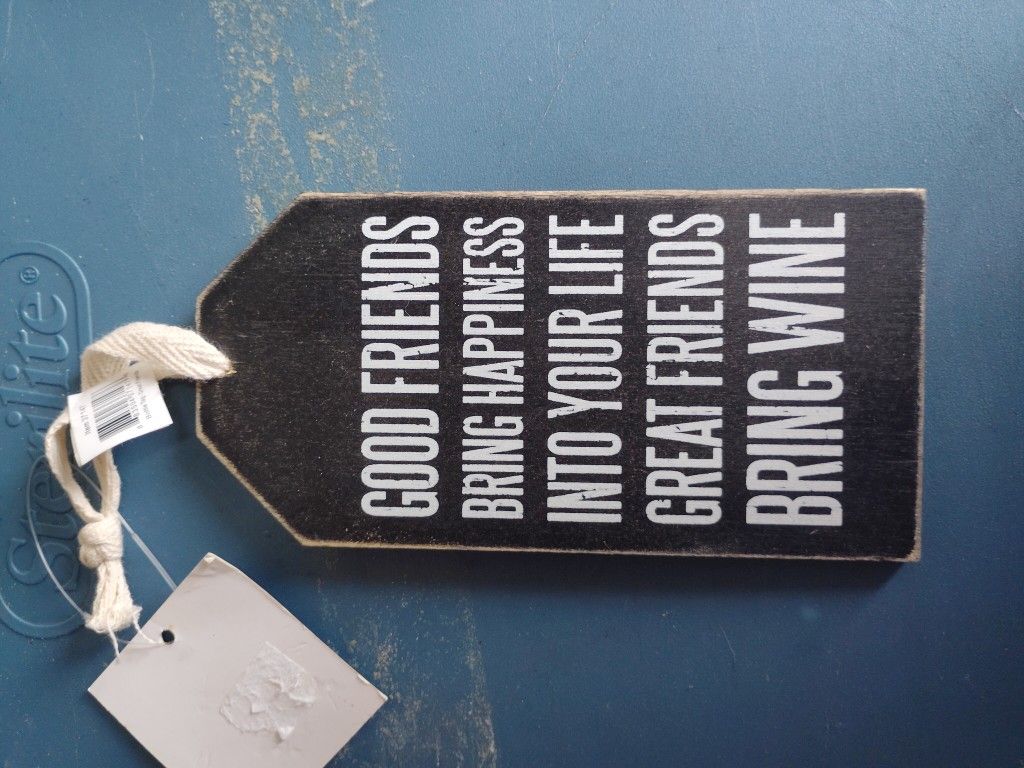 GOOD FRIENDS
BRING HAPPINESS
INTO YOUR LIFE
GREAT FRIENDS
BRING WINE
Sterilite®